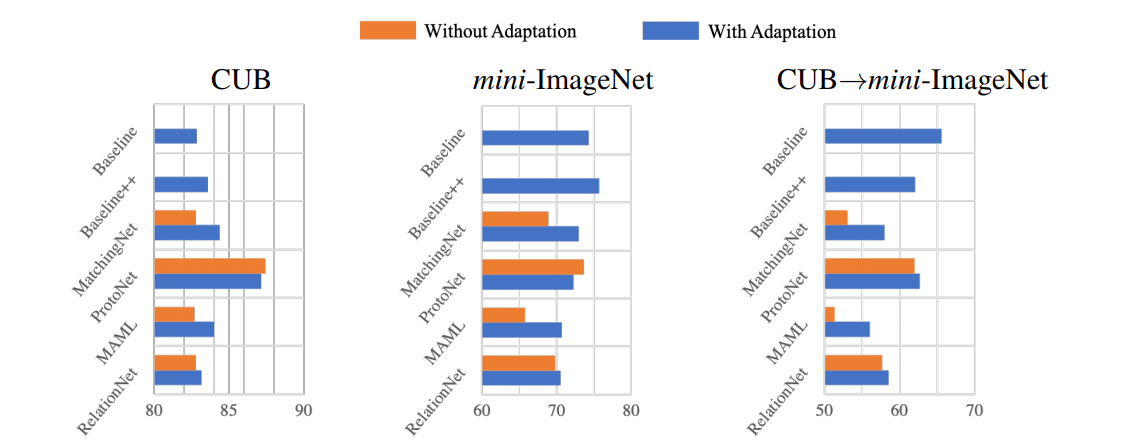 Without Adaptation
With Adaptation
CUB
Baseline
Baseline++
MatchingNet
ProtoNet
MAML
RelationNet
80 85 90
mini-ImageNet
Baseline
Baseline++
MatchingNet
ProtoNet
MAML
RelationNet
60 70 80
CUB→mini-ImageNet
Baseline
Baseline++
MatchingNet
ProtoNet
MAML
RelationNet
50 60 70